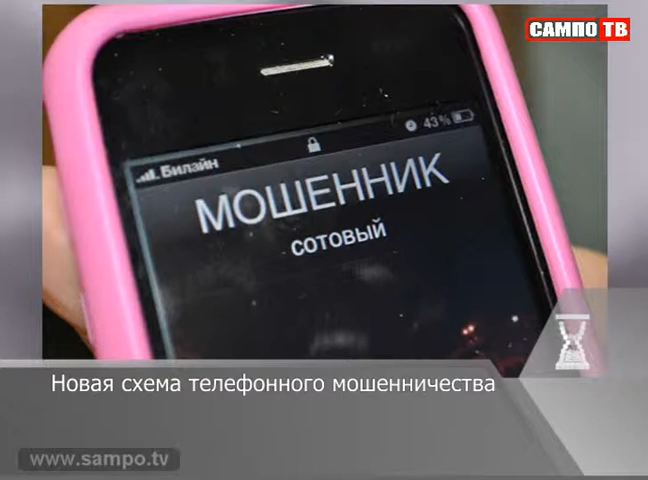 САМПО ТВ
Билайн 43%
МОШЕННИК
сотовый
Новая схема телефонного мошенничества
www.sampo.tv